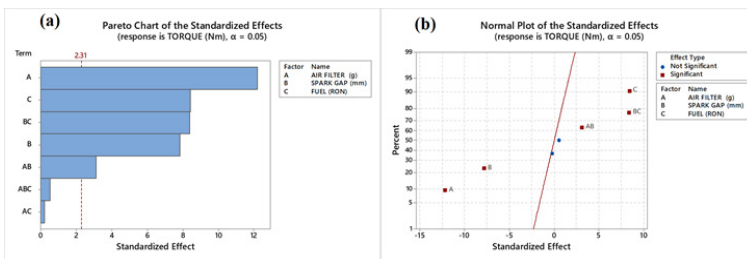 (a)
Pareto Chart of the Standardized Effects
(response is TORQUE (Nm), α = 0.05)
Term
2.31
A
C
BC
B
AB
ABC
AC
0 2 4 6 8 10 12
Standardized Effect
Factor Name
A AIR FILTER (g)
B SPARK GAP (mm)
C FUEL (RON)
(b)
Normal Plot of the Standardized Effects
(response is TORQUE (Nm), α = 0.05)
Percent
99
95
90
80
70
60
50
40
30
20
10
5
1
C
BC
AB
B
A
-15 -10 -5 0 5 10
Standardized Effect
Effect Type
Not Significant
Significant
Factor Name
A AIR FILTER (g)
B SPARK GAP (mm)
C FUEL (RON)